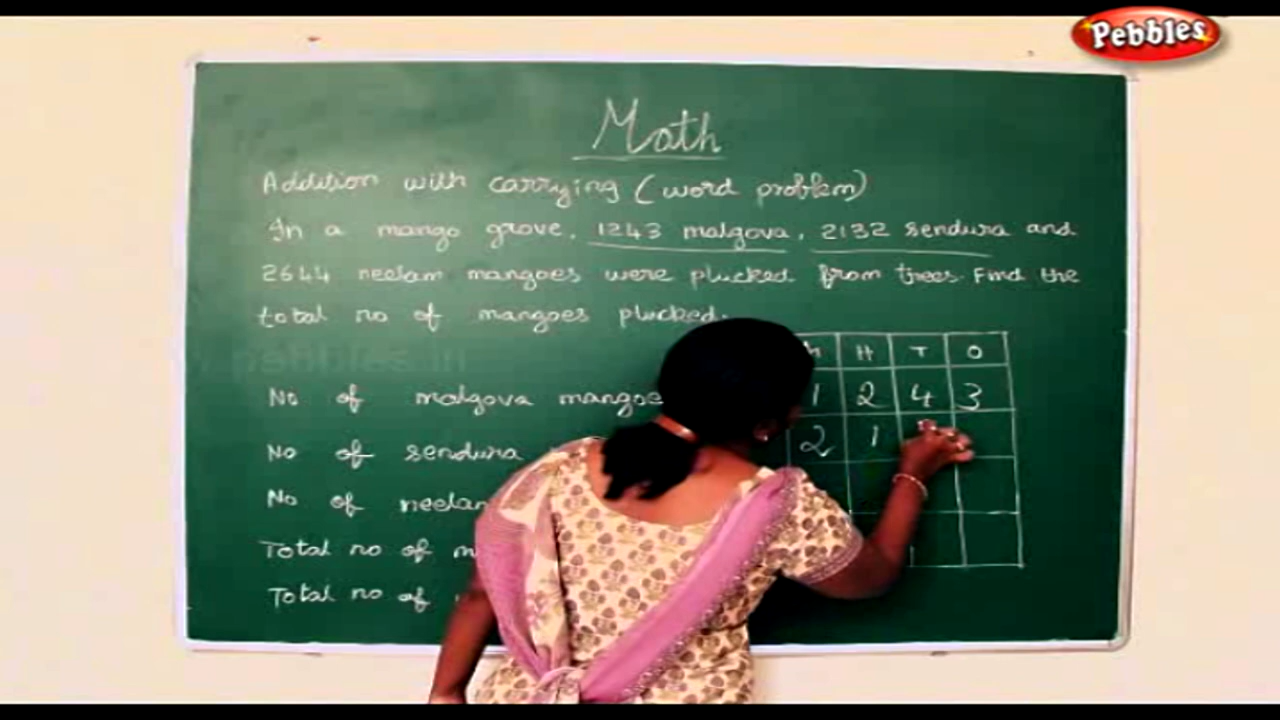 Pebbles
Math
Addition with carrying (word problem)
In a mango grove, 1243 malgova, 2132 sendura and
2644 neelam mangoes were plucked from trees. Find the
total no of mangoes plucked.
pebbles.in
H T O
No of malgova mangoe 1 2 4 3
No of sendura 2 1
No of neelam
Total no of m
Total no of